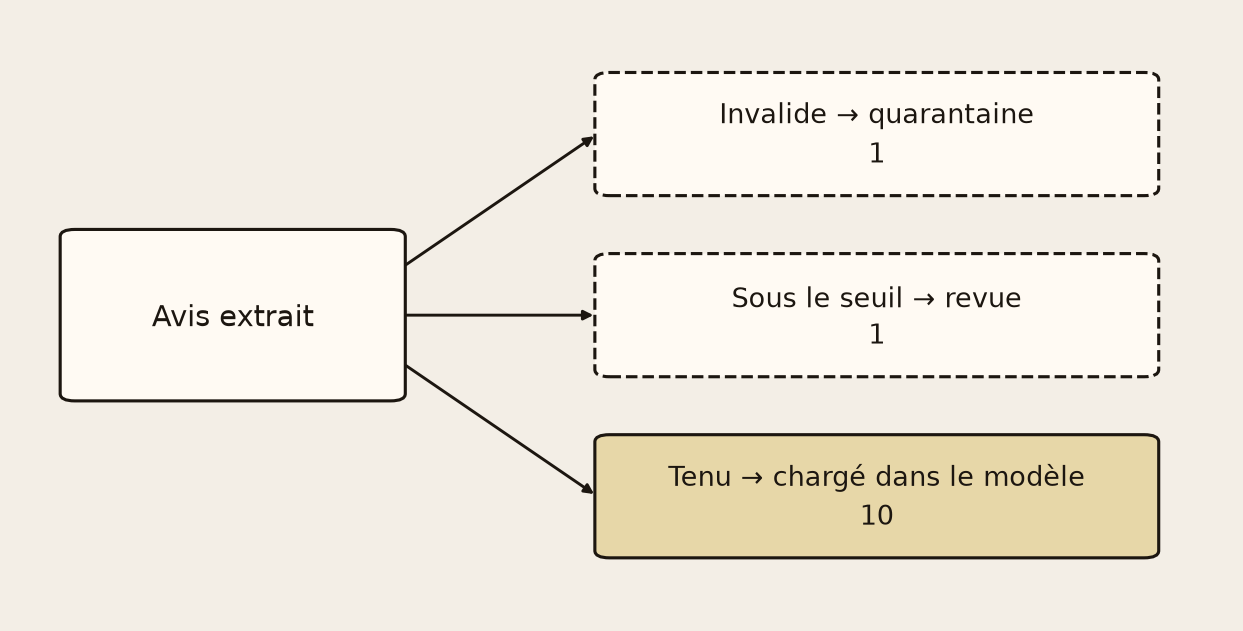 Avis extrait
Invalide → quarantaine
1
Sous le seuil → revue
1
Tenu → chargé dans le modèle
10